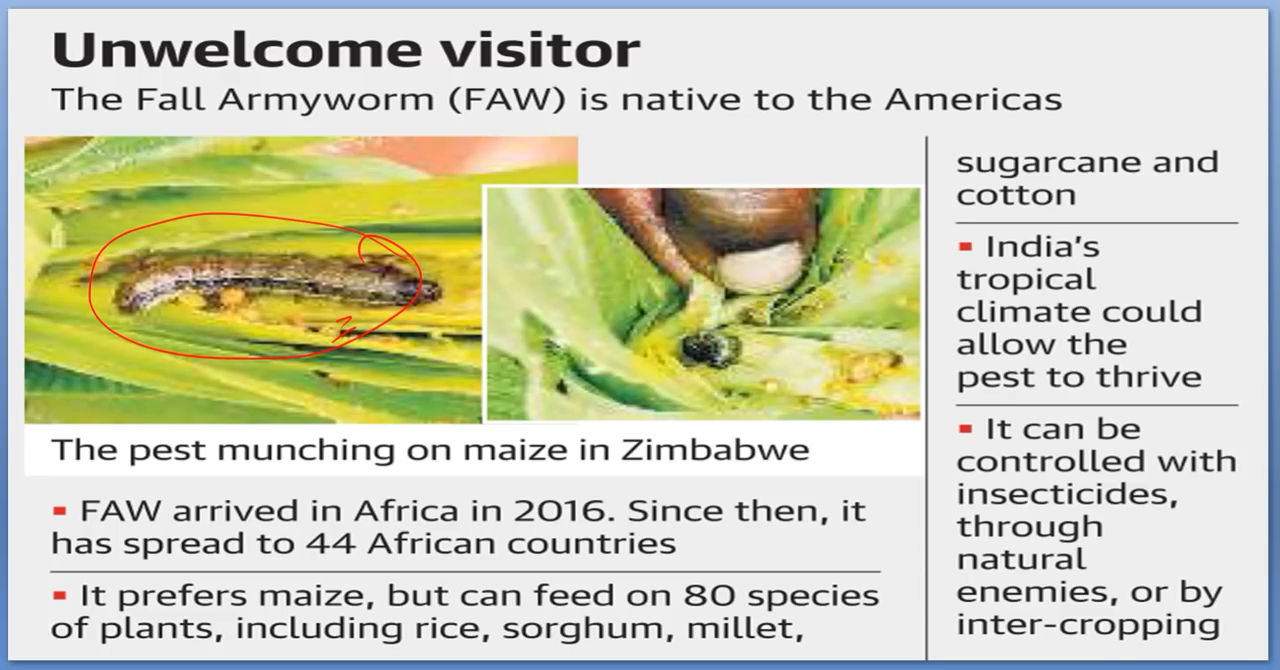 Unwelcome visitor
The Fall Armyworm (FAW) is native to the Americas
The pest munching on maize in Zimbabwe
▪ FAW arrived in Africa in 2016. Since then, it
has spread to 44 African countries
▪ It prefers maize, but can feed on 80 species
of plants, including rice, sorghum, millet,
sugarcane and
cotton
▪ India’s
tropical
climate could
allow the
pest to thrive
▪ It can be
controlled with
insecticides,
through
natural
enemies, or by
inter-cropping